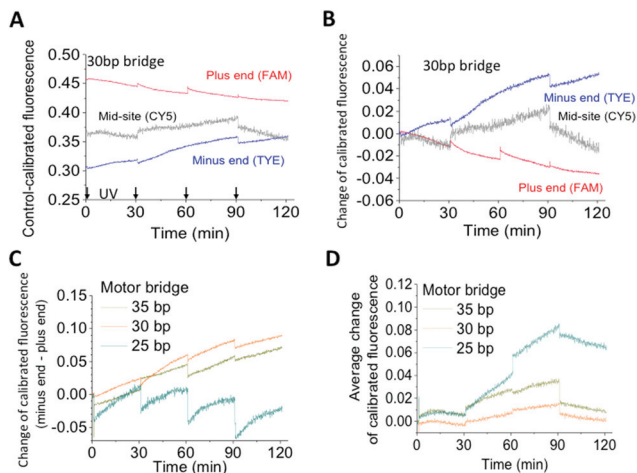 A
30bp bridge
Plus end (FAM)
Mid-site (CY5)
Minus end (TYE)
UV
Control-calibrated fluorescence
0.50
0.45
0.40
0.35
0.30
0.25
0 30 60 90 120
Time (min)
B
30bp bridge
Minus end (TYE)
Mid-site (CY5)
Plus end (FAM)
Change of calibrated fluorescence
0.06
0.04
0.02
0.00
-0.02
-0.04
-0.06
0 30 60 90 120
Time (min)
C
Motor bridge
35 bp
30 bp
25 bp
Change of calibrated fluorescence
(minus end - plus end)
0.15
0.10
0.05
0.00
-0.05
0 30 60 90 120
Time (min)
D
Motor bridge
35 bp
30 bp
25 bp
Average change
of calibrated fluorescence
0.12
0.10
0.08
0.06
0.04
0.02
0.00
0 30 60 90 120
Time (min)